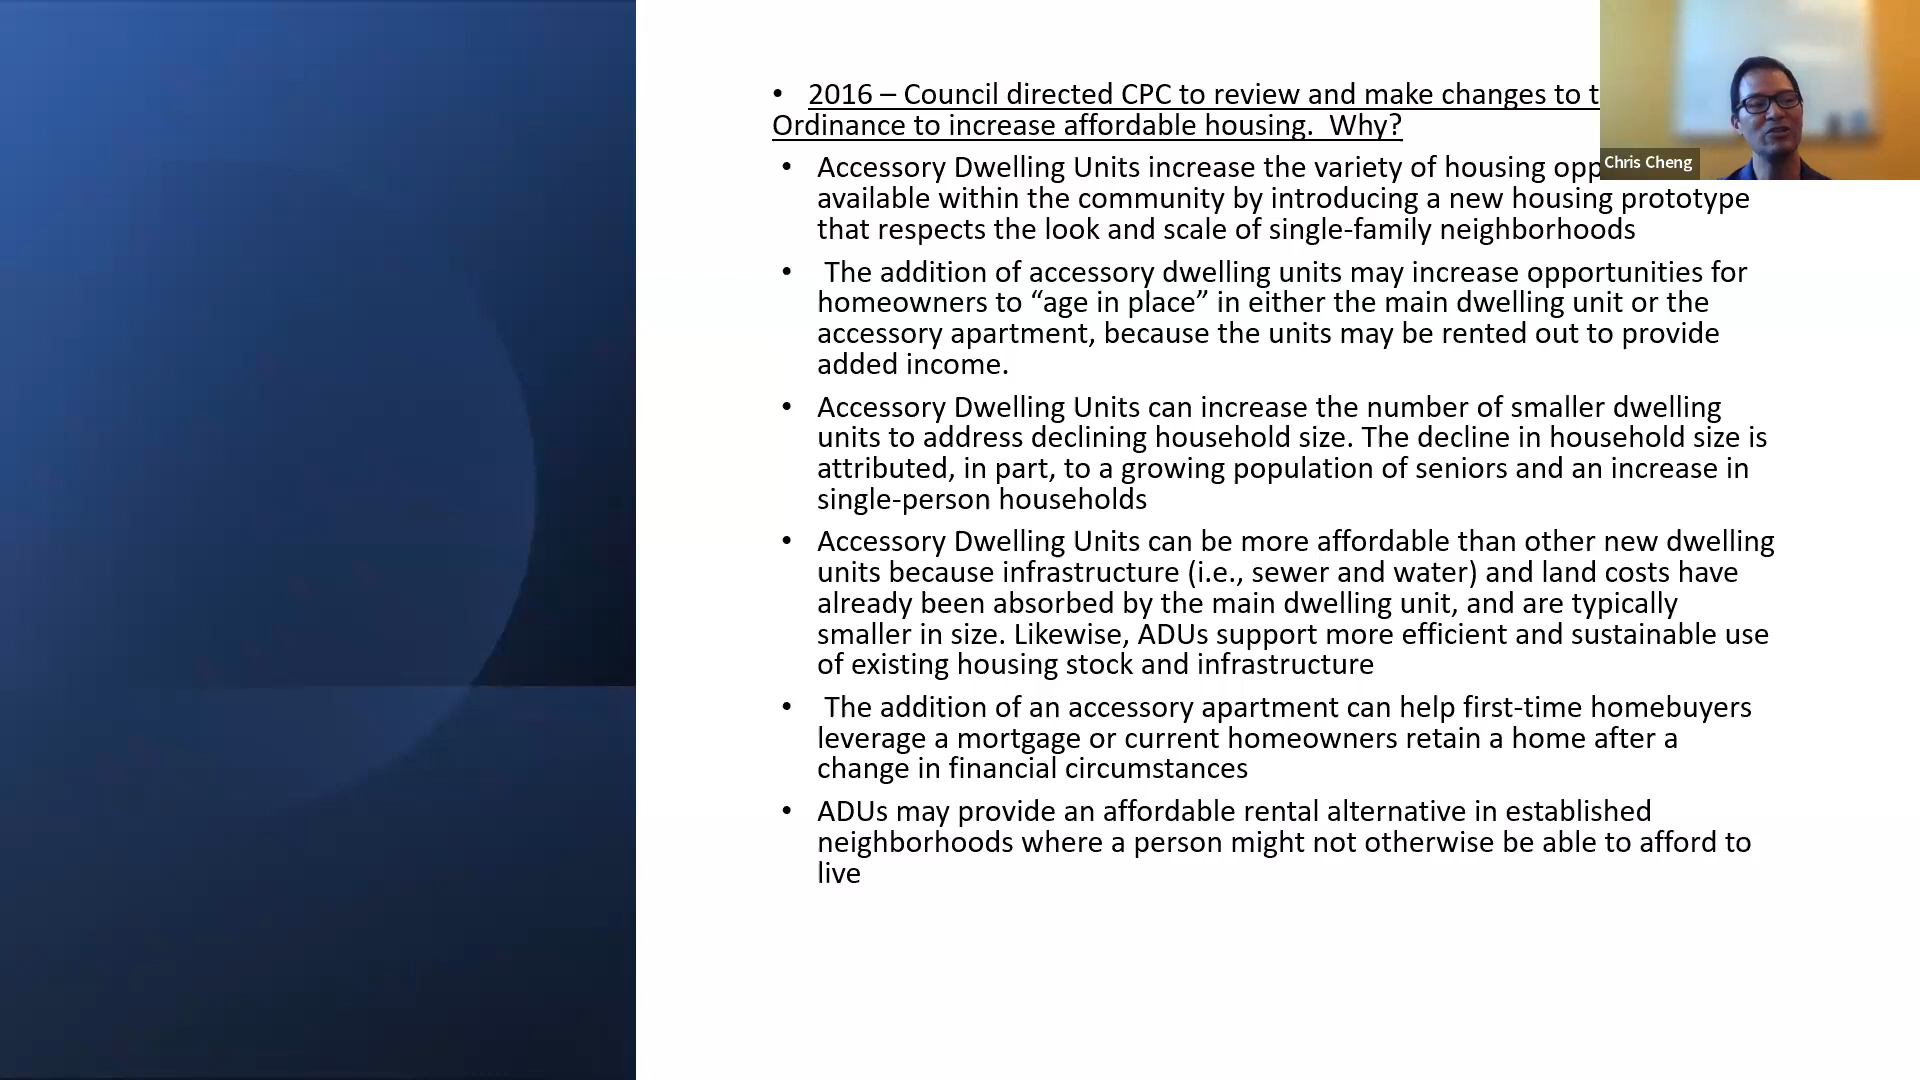 • 2016 – Council directed CPC to review and make changes to
Ordinance to increase affordable housing.  Why?
• Accessory Dwelling Units increase the variety of housing
available within the community by introducing a new housing prototype
that respects the look and scale of single-family neighborhoods
• The addition of accessory dwelling units may increase opportunities for
homeowners to “age in place” in either the main dwelling unit or the
accessory apartment, because the units may be rented out to provide
added income.
• Accessory Dwelling Units can increase the number of smaller dwelling
units to address declining household size. The decline in household size is
attributed, in part, to a growing population of seniors and an increase in
single-person households
• Accessory Dwelling Units can be more affordable than other new dwelling
units because infrastructure (i.e., sewer and water) and land costs have
already been absorbed by the main dwelling unit, and are typically
smaller in size. Likewise, ADUs support more efficient and sustainable use
of existing housing stock and infrastructure
• The addition of an accessory apartment can help first-time homebuyers
leverage a mortgage or current homeowners retain a home after a
change in financial circumstances
• ADUs may provide an affordable rental alternative in established
neighborhoods where a person might not otherwise be able to afford to
live
Chris Cheng